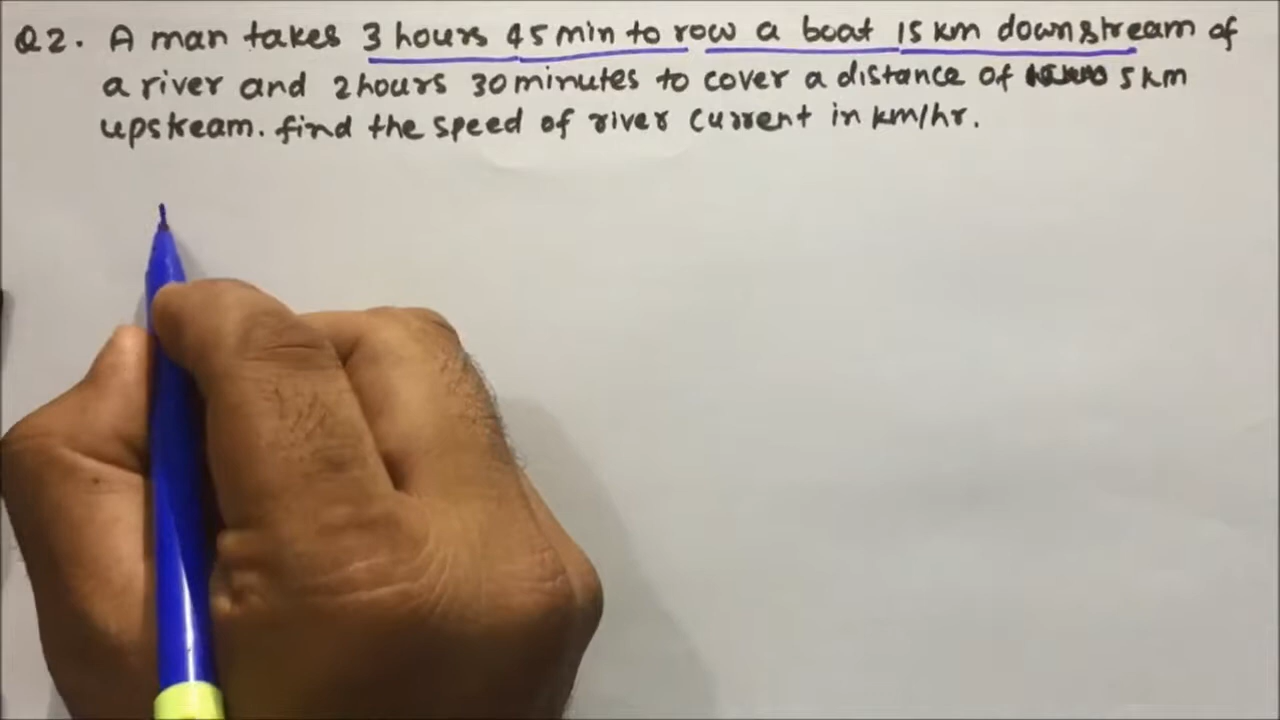 Q2. A man takes 3 hours 45 min to row a boat 15 km downstream of
a river and 2 hours 30 minutes to cover a distance of 5 km
upstream. find the speed of river current in km/hr.